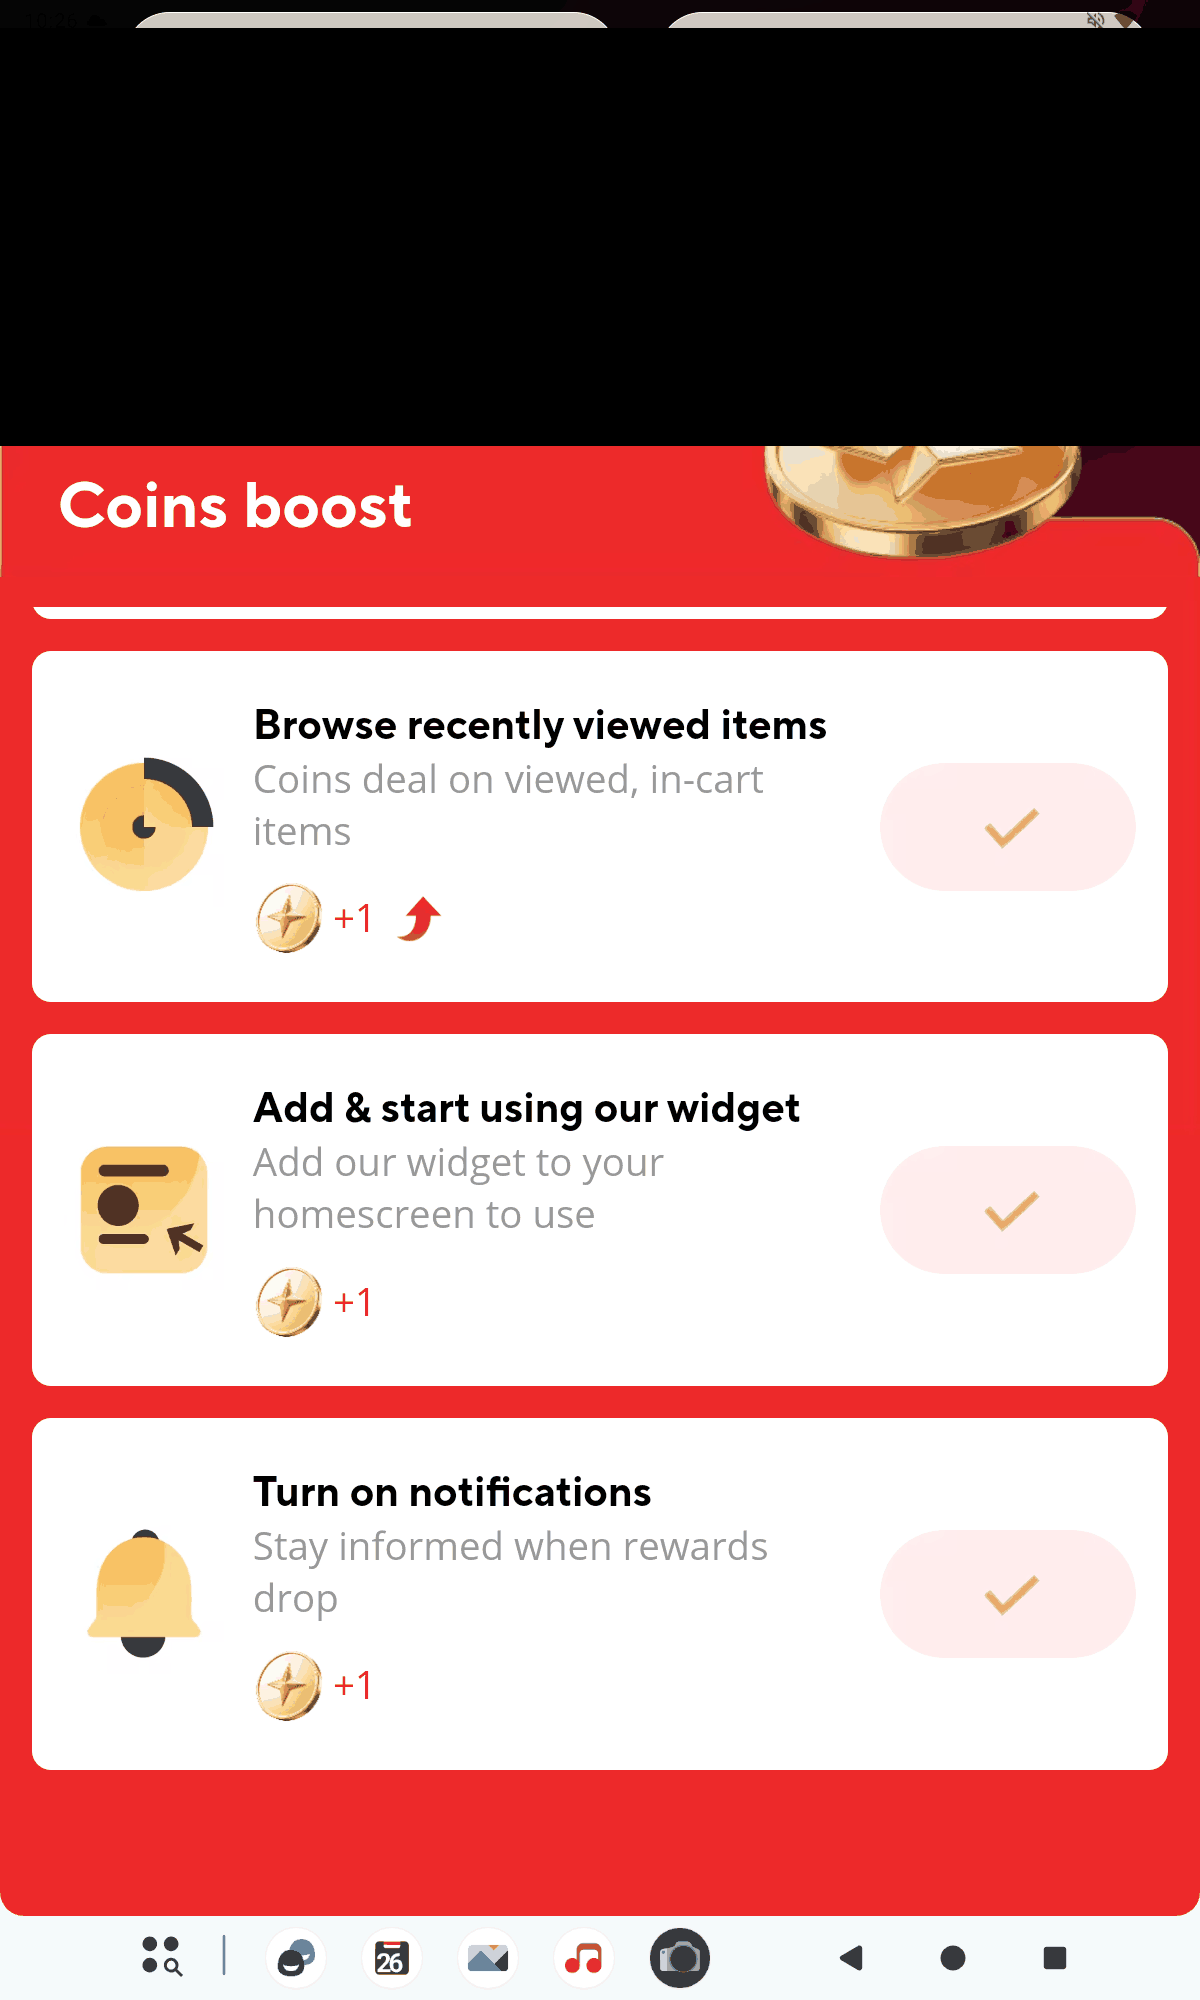 Coins boost
Browse recently viewed items
Coins deal on viewed, in-cart
items
+1
Add & start using our widget
Add our widget to your
homescreen to use
+1
Turn on notifications
Stay informed when rewards
drop
+1
26